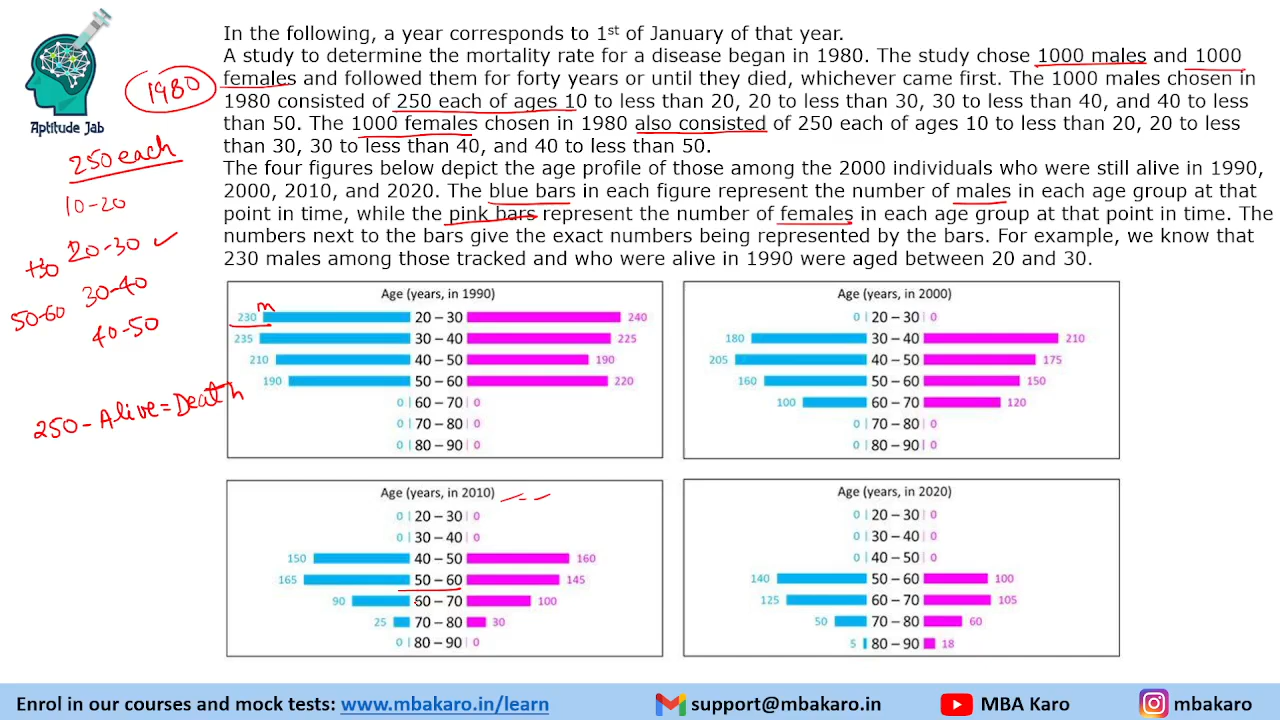 In the following, a year corresponds to 1st of January of that year.
A study to determine the mortality rate for a disease began in 1980. The study chose 1000 males and 1000
females and followed them for forty years or until they died, whichever came first. The 1000 males chosen in
1980 consisted of 250 each of ages 10 to less than 20, 20 to less than 30, 30 to less than 40, and 40 to less
than 50. The 1000 females chosen in 1980 also consisted of 250 each of ages 10 to less than 20, 20 to less
than 30, 30 to less than 40, and 40 to less than 50.
The four figures below depict the age profile of those among the 2000 individuals who were still alive in 1990,
2000, 2010, and 2020. The blue bars in each figure represent the number of males in each age group at that
point in time, while the pink bars represent the number of females in each age group at that point in time. The
numbers next to the bars give the exact numbers being represented by the bars. For example, we know that
230 males among those tracked and who were alive in 1990 were aged between 20 and 30.
Aptitude Jab
1980
250 each
10-20
20-30
+30
30-40
50-60
40-50
250 - Alive = Death
Age (years, in 1990)
m
230 20 – 30 240
235 30 – 40 225
210 40 – 50 190
190 50 – 60 220
0 60 – 70 0
0 70 – 80 0
0 80 – 90 0
Age (years, in 2000)
0 20 – 30 0
180 30 – 40 210
205 40 – 50 175
160 50 – 60 150
100 60 – 70 120
0 70 – 80 0
0 80 – 90 0
Age (years, in 2010)
0 20 – 30 0
0 30 – 40 0
150 40 – 50 160
165 50 – 60 145
90 60 – 70 100
25 70 – 80 30
0 80 – 90 0
Age (years, in 2020)
0 20 – 30 0
0 30 – 40 0
0 40 – 50 0
140 50 – 60 100
125 60 – 70 105
50 70 – 80 60
5 80 – 90 18
Enrol in our courses and mock tests: www.mbakaro.in/learn support@mbakaro.in MBA Karo mbakaro